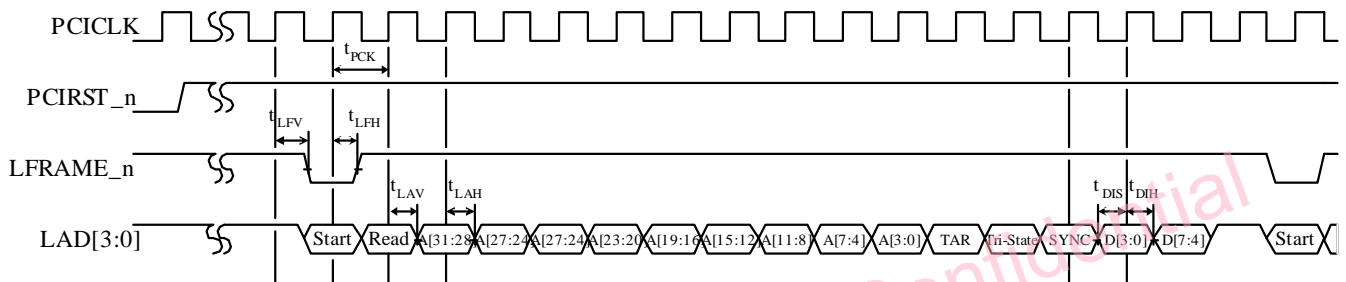 PCICLK
t PCK
PCIRST_n
t LFV t LFH
LFRAME_n
t LAV t LAH t DIS t DIH
LAD[3:0] Start Read A[31:28] A[27:24] A[27:24] A[23:20] A[19:16] A[15:12] A[11:8] A[7:4] A[3:0] TAR Tri-State SYNC D[3:0] D[7:4] Start
Confidential